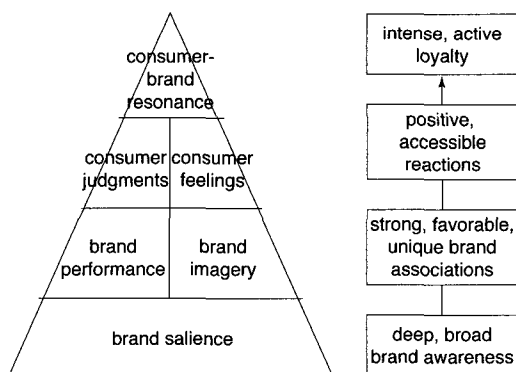 consumer-
brand
resonance
consumer
judgments
consumer
feelings
brand
performance
brand
imagery
brand salience
intense, active
loyalty
positive,
accessible
reactions
strong, favorable,
unique brand
associations
deep, broad
brand awareness